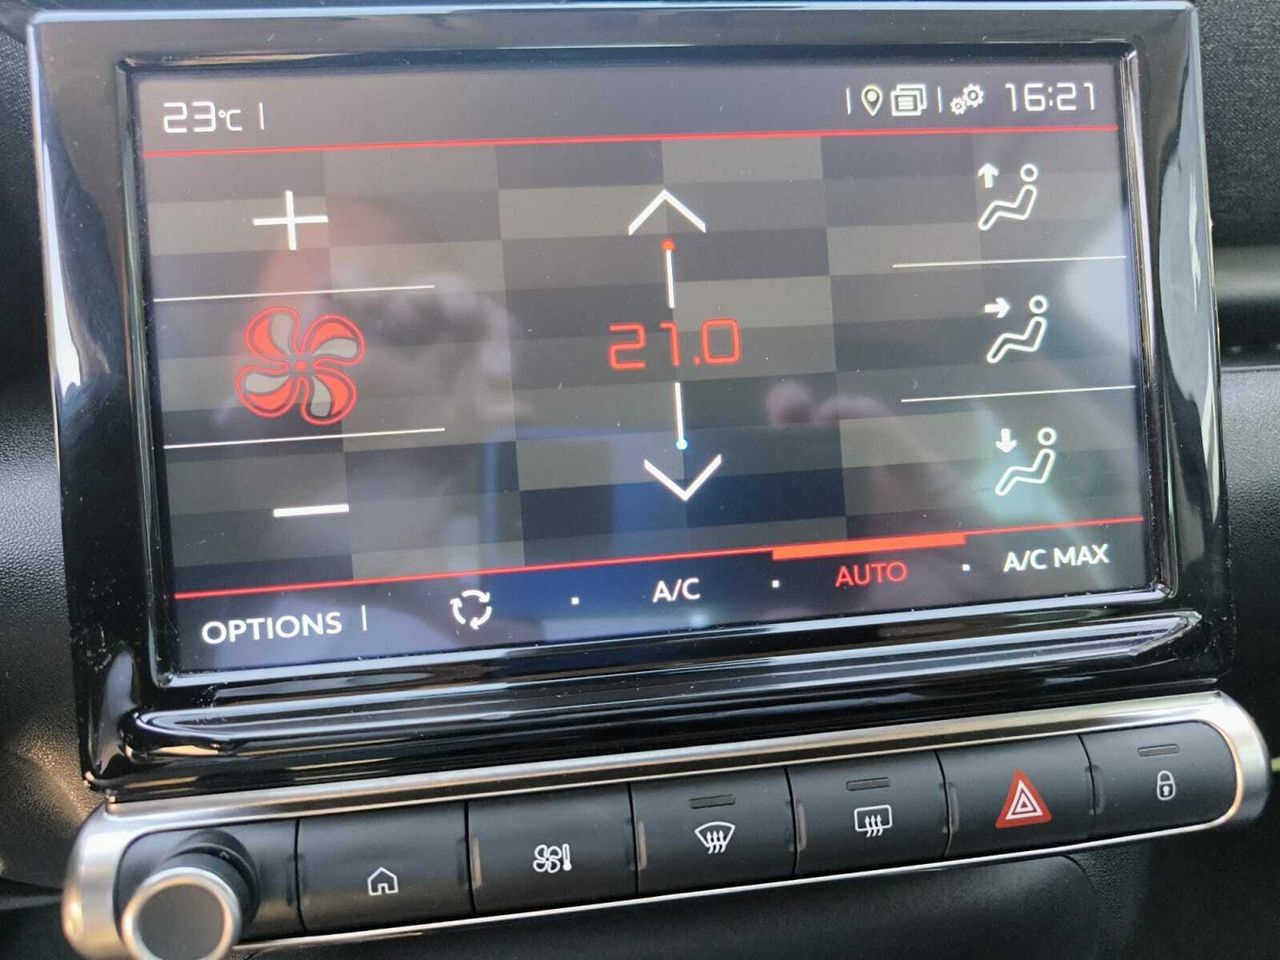 23°C
16:21
21.0
OPTIONS
A/C
AUTO
A/C MAX